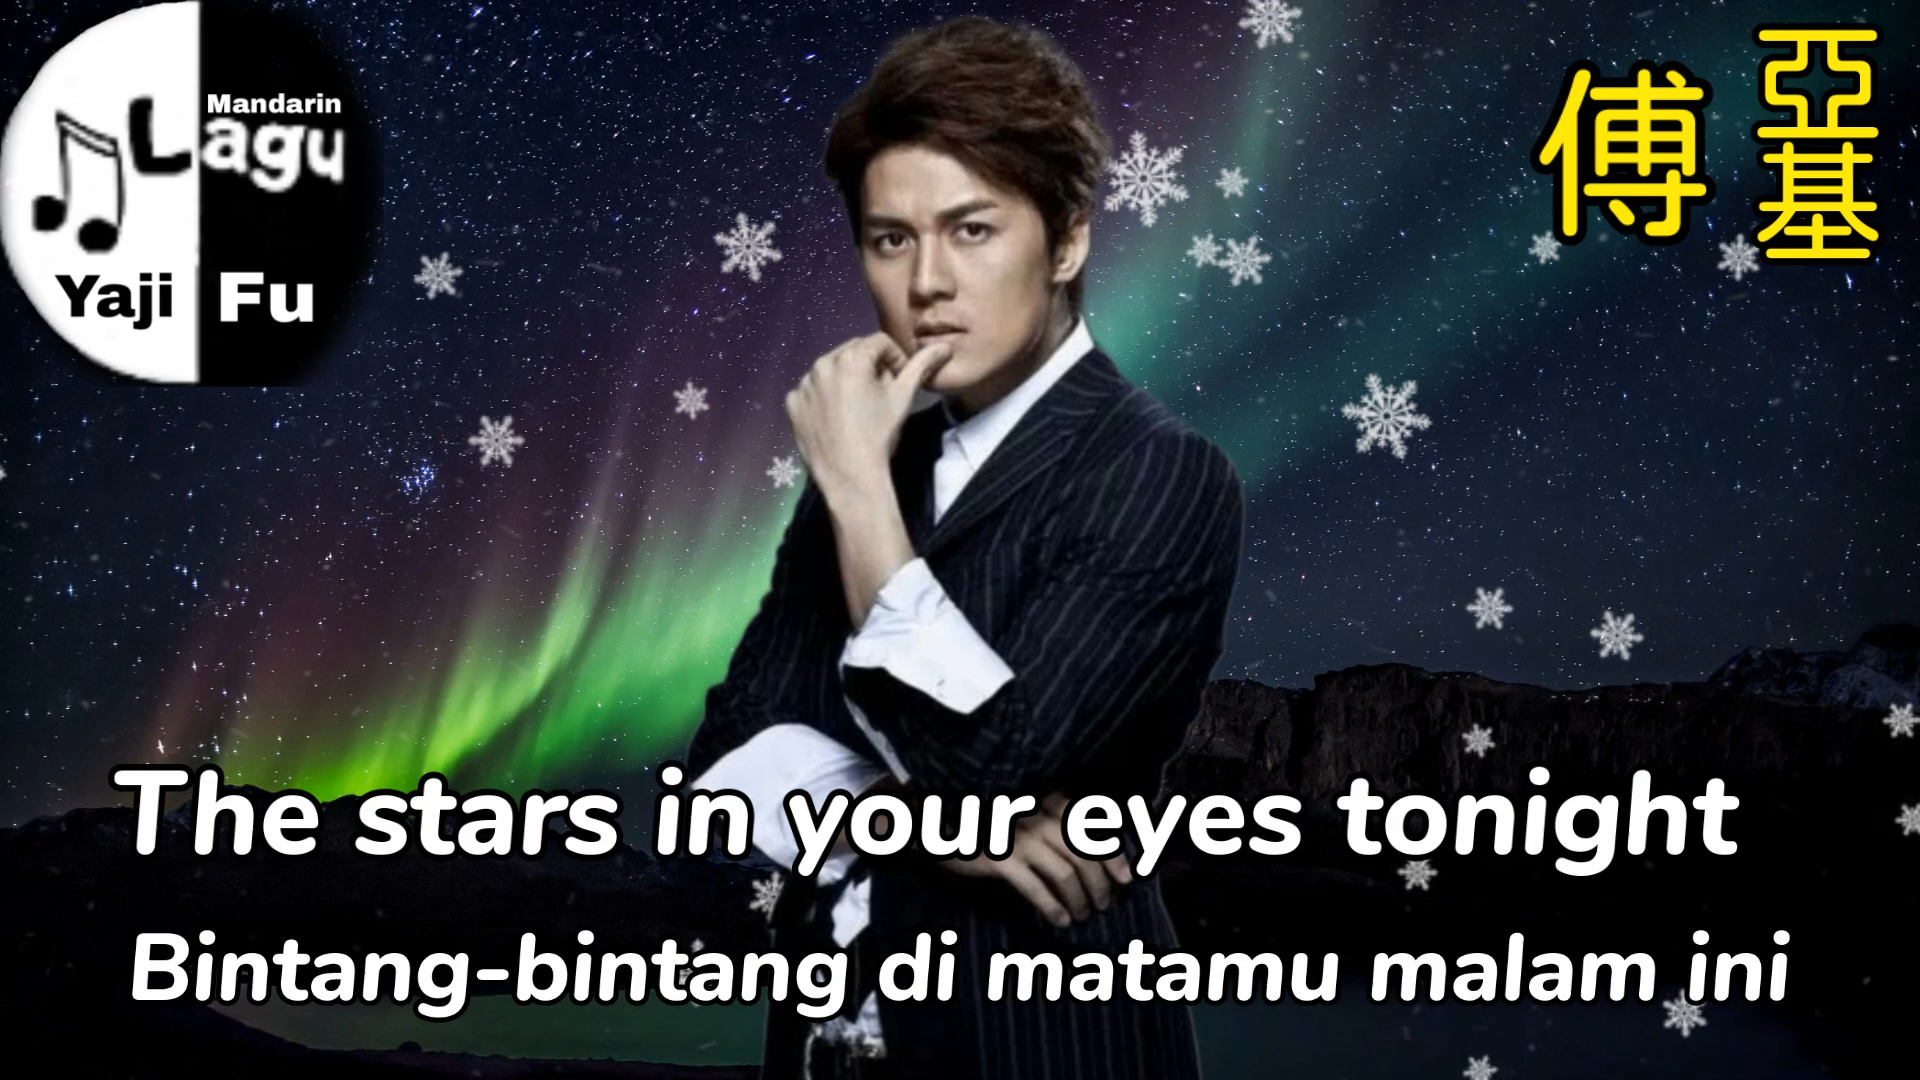 Mandarin
Lagu
Yaji Fu
傅
亞基
The stars in your eyes tonight
Bintang-bintang di matamu malam ini